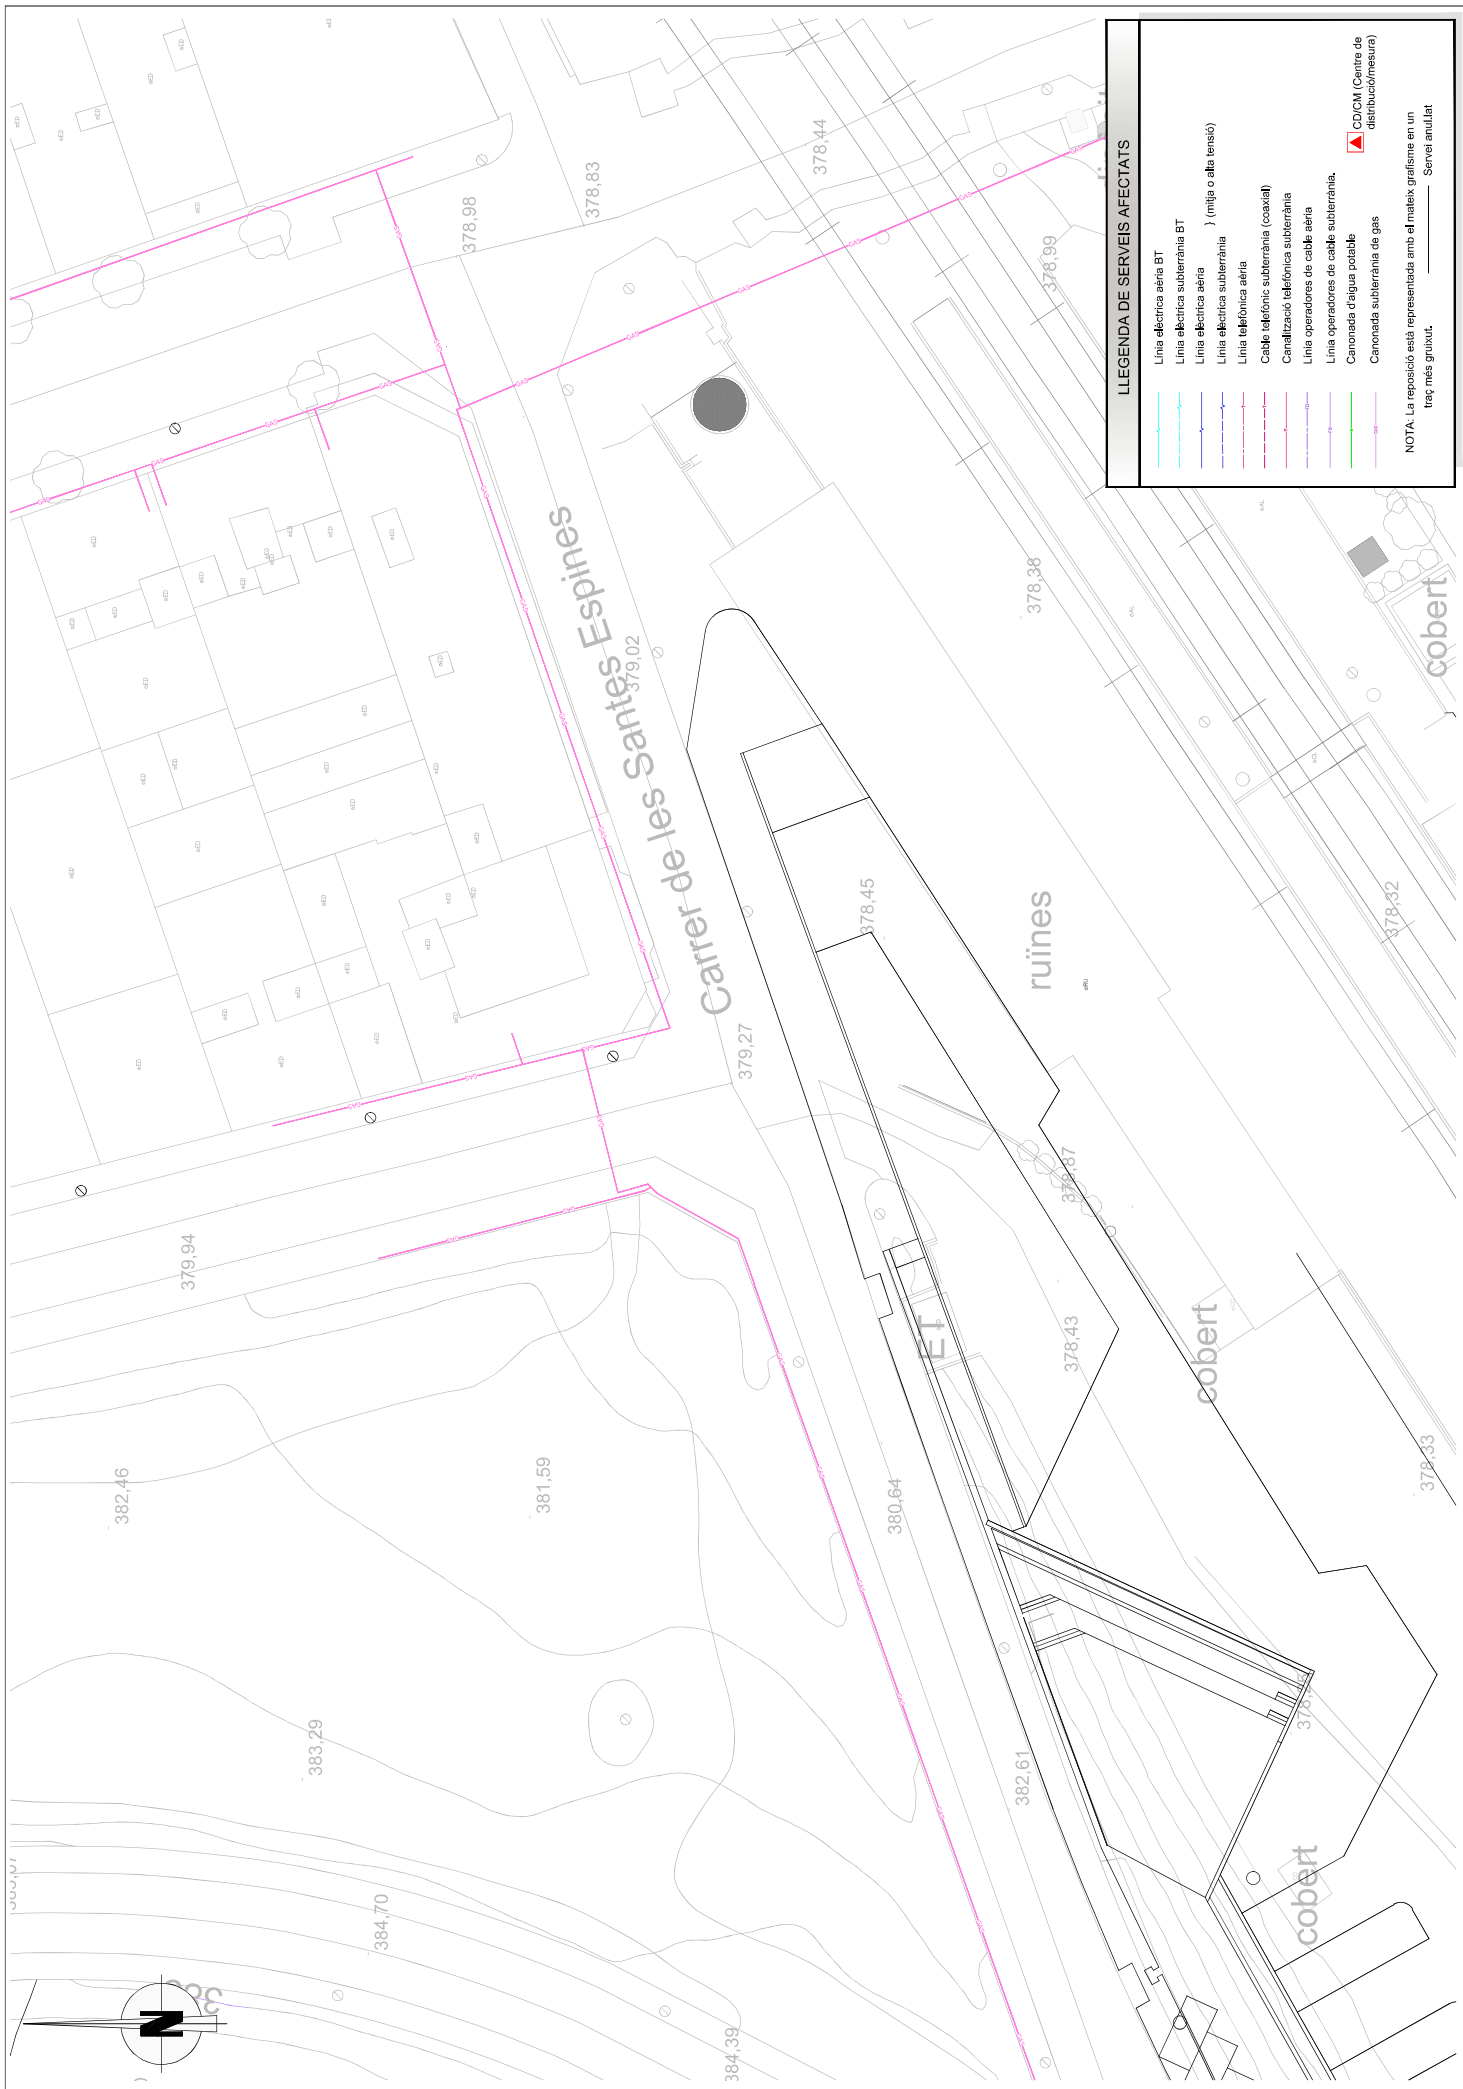 LLEGENDA DE SERVEIS AFECTATS
Línia elèctrica aèria BT
Línia elèctrica subterrània BT
Línia elèctrica aèria
Línia elèctrica subterrània
} (mitja o alta tensió)
Línia telefònica aèria
Cable telefònic subterrània (coaxial)
Canalització telefònica subterrània
Línia operadores de cable aèria
Línia operadores de cable subterrània.
Canonada d'aigua potable
Canonada subterrània de gas
CD/CM (Centre de
distribució/mesura)
NOTA: La reposició està representada amb el mateix grafisme en un
traç més gruixut.
Servei anul.lat
Carrer de les Santes Espines
ruïnes
cobert
cobert
cobert
ET
N
378,98
378,83
378,44
378,99
379,02
378,38
378,45
378,32
379,27
378,87
379,94
378,43
378,33
382,46
381,59
380,64
383,29
382,61
384,70
384,39
GAS